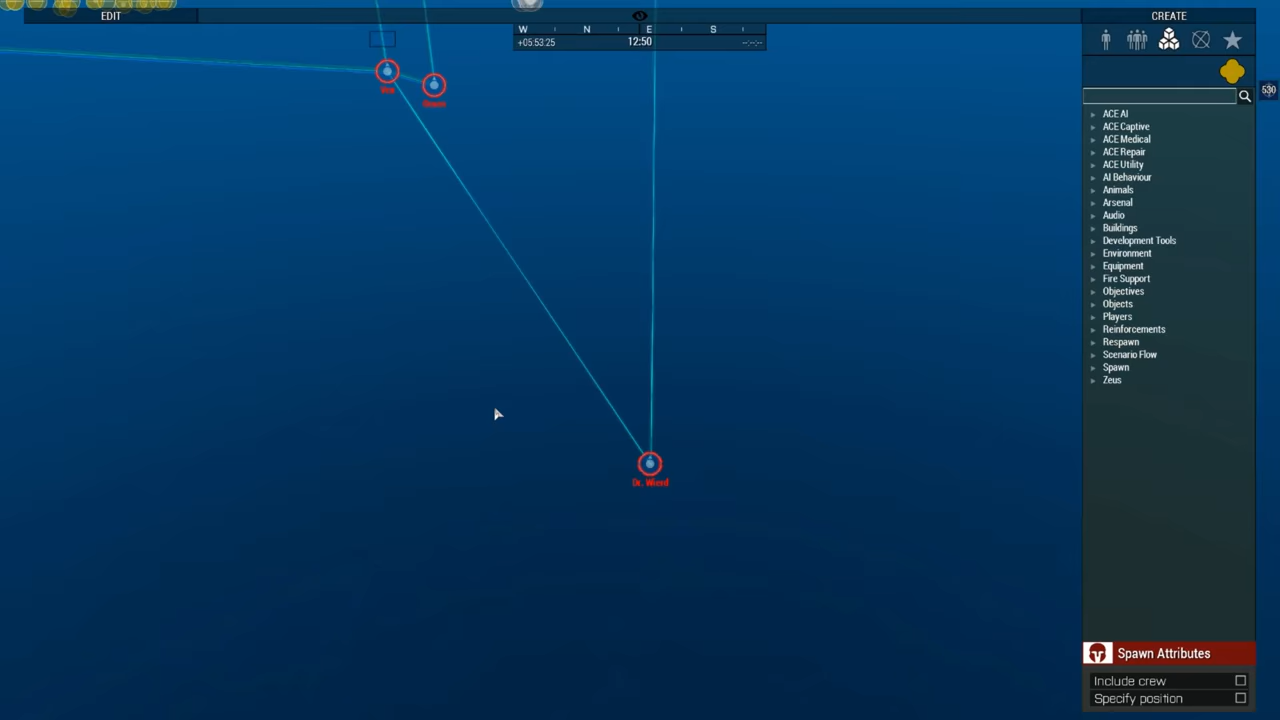 EDIT
W N E S
+05:53:25 12:50 --:--:--
CREATE
530
Dr. Wierd
ACE AI
ACE Captive
ACE Medical
ACE Repair
ACE Utility
AI Behaviour
Animals
Arsenal
Audio
Buildings
Development Tools
Environment
Equipment
Fire Support
Objectives
Objects
Players
Reinforcements
Respawn
Scenario Flow
Spawn
Zeus
Spawn Attributes
Include crew
Specify position